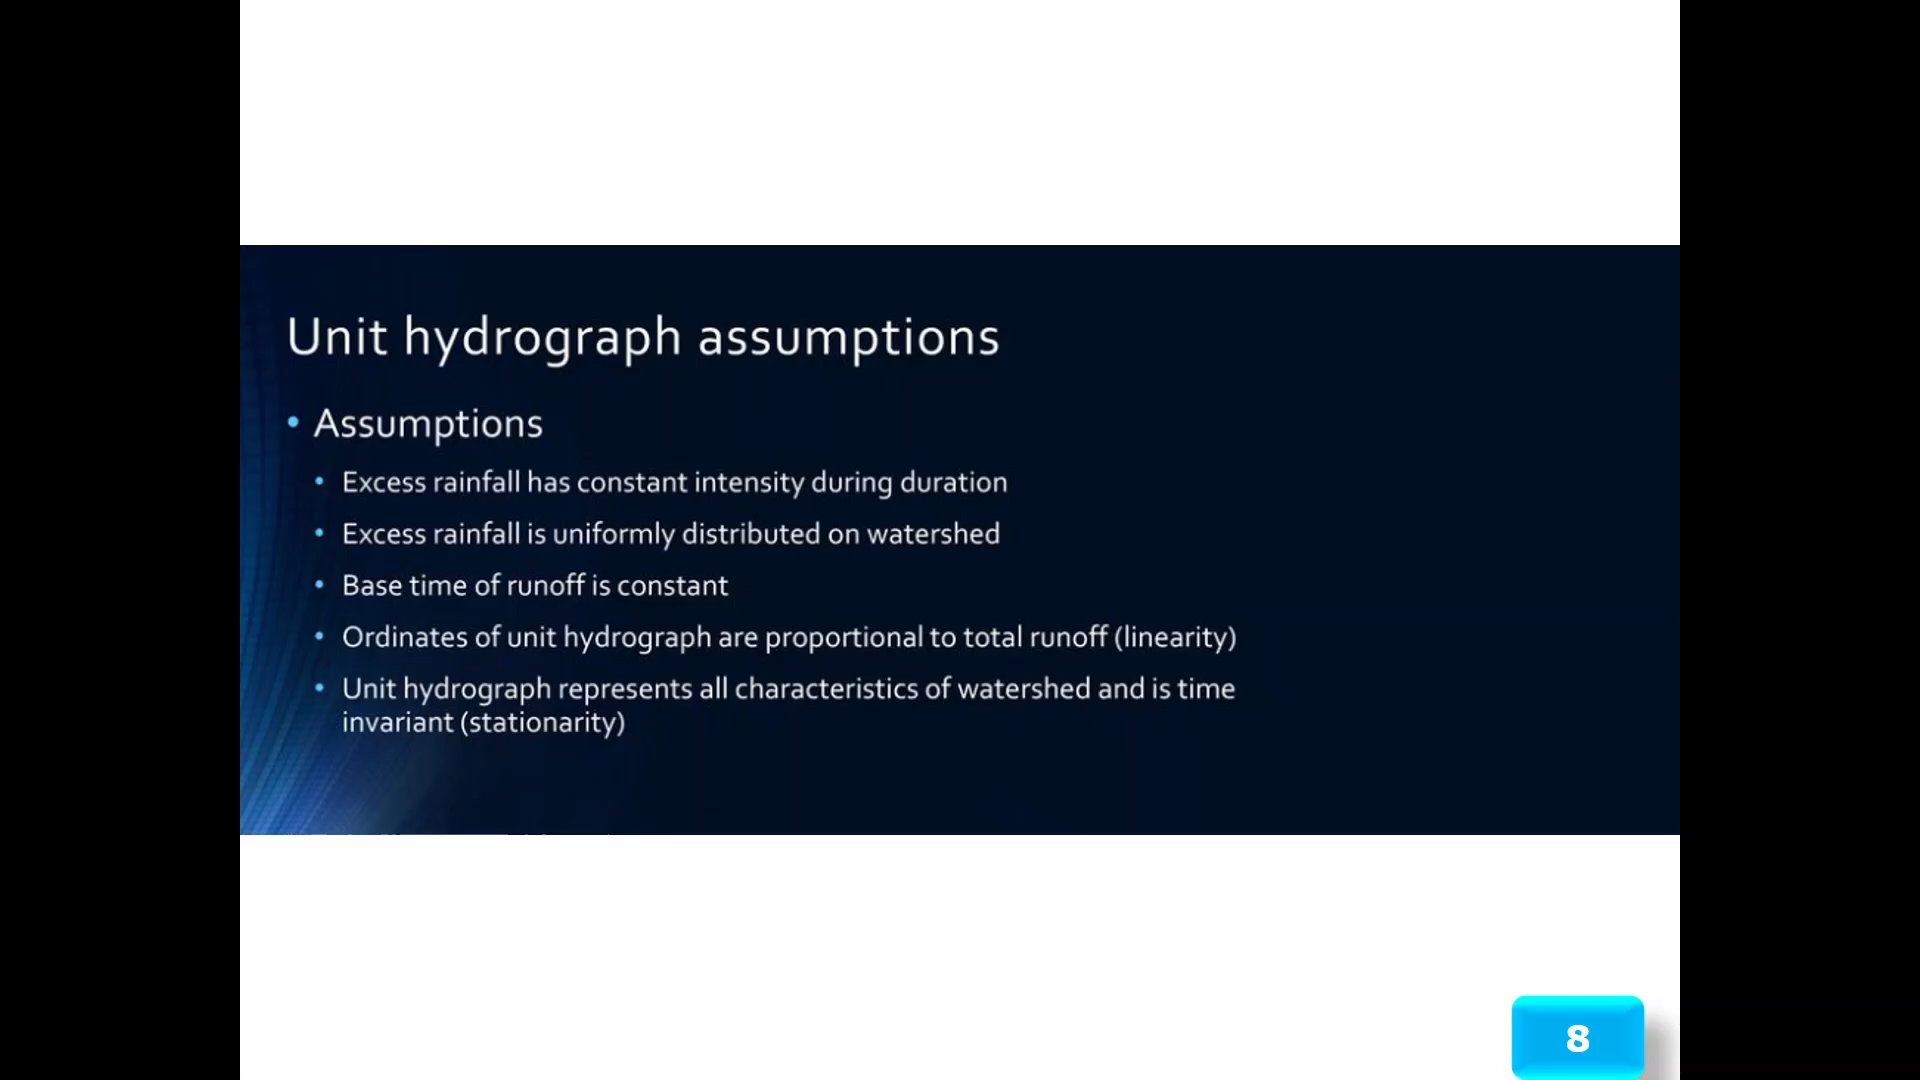 Unit hydrograph assumptions
• Assumptions
• Excess rainfall has constant intensity during duration
• Excess rainfall is uniformly distributed on watershed
• Base time of runoff is constant
• Ordinates of unit hydrograph are proportional to total runoff (linearity)
• Unit hydrograph represents all characteristics of watershed and is time
invariant (stationarity)
8